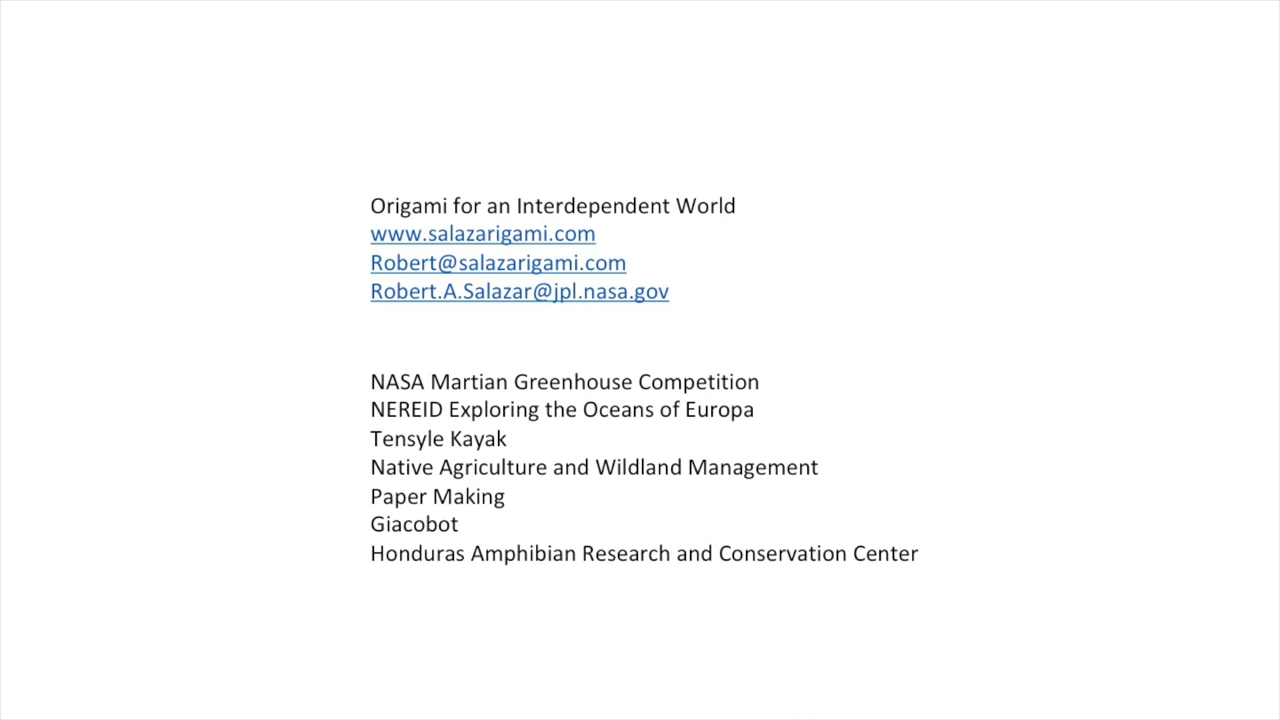 Origami for an Interdependent World
www.salazarigami.com
Robert@salazarigami.com
Robert.A.Salazar@jpl.nasa.gov
NASA Martian Greenhouse Competition
NEREID Exploring the Oceans of Europa
Tensyle Kayak
Native Agriculture and Wildland Management
Paper Making
Giacobot
Honduras Amphibian Research and Conservation Center